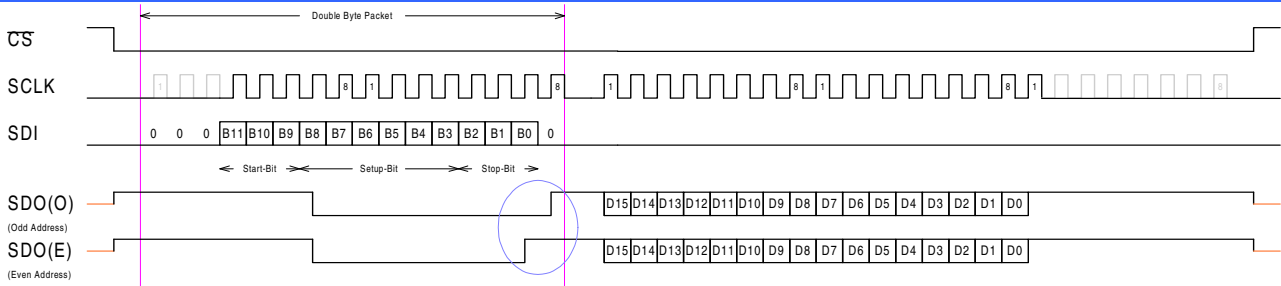 Double Byte Packet
CS
SCLK 1 8 1 8 1 8 1 8 1 8
SDI 0 0 0 B11 B10 B9 B8 B7 B6 B5 B4 B3 B2 B1 B0 0
Start-Bit Setup-Bit Stop-Bit
SDO(O) D15 D14 D13 D12 D11 D10 D9 D8 D7 D6 D5 D4 D3 D2 D1 D0
(Odd Address)
SDO(E) D15 D14 D13 D12 D11 D10 D9 D8 D7 D6 D5 D4 D3 D2 D1 D0
(Even Address)